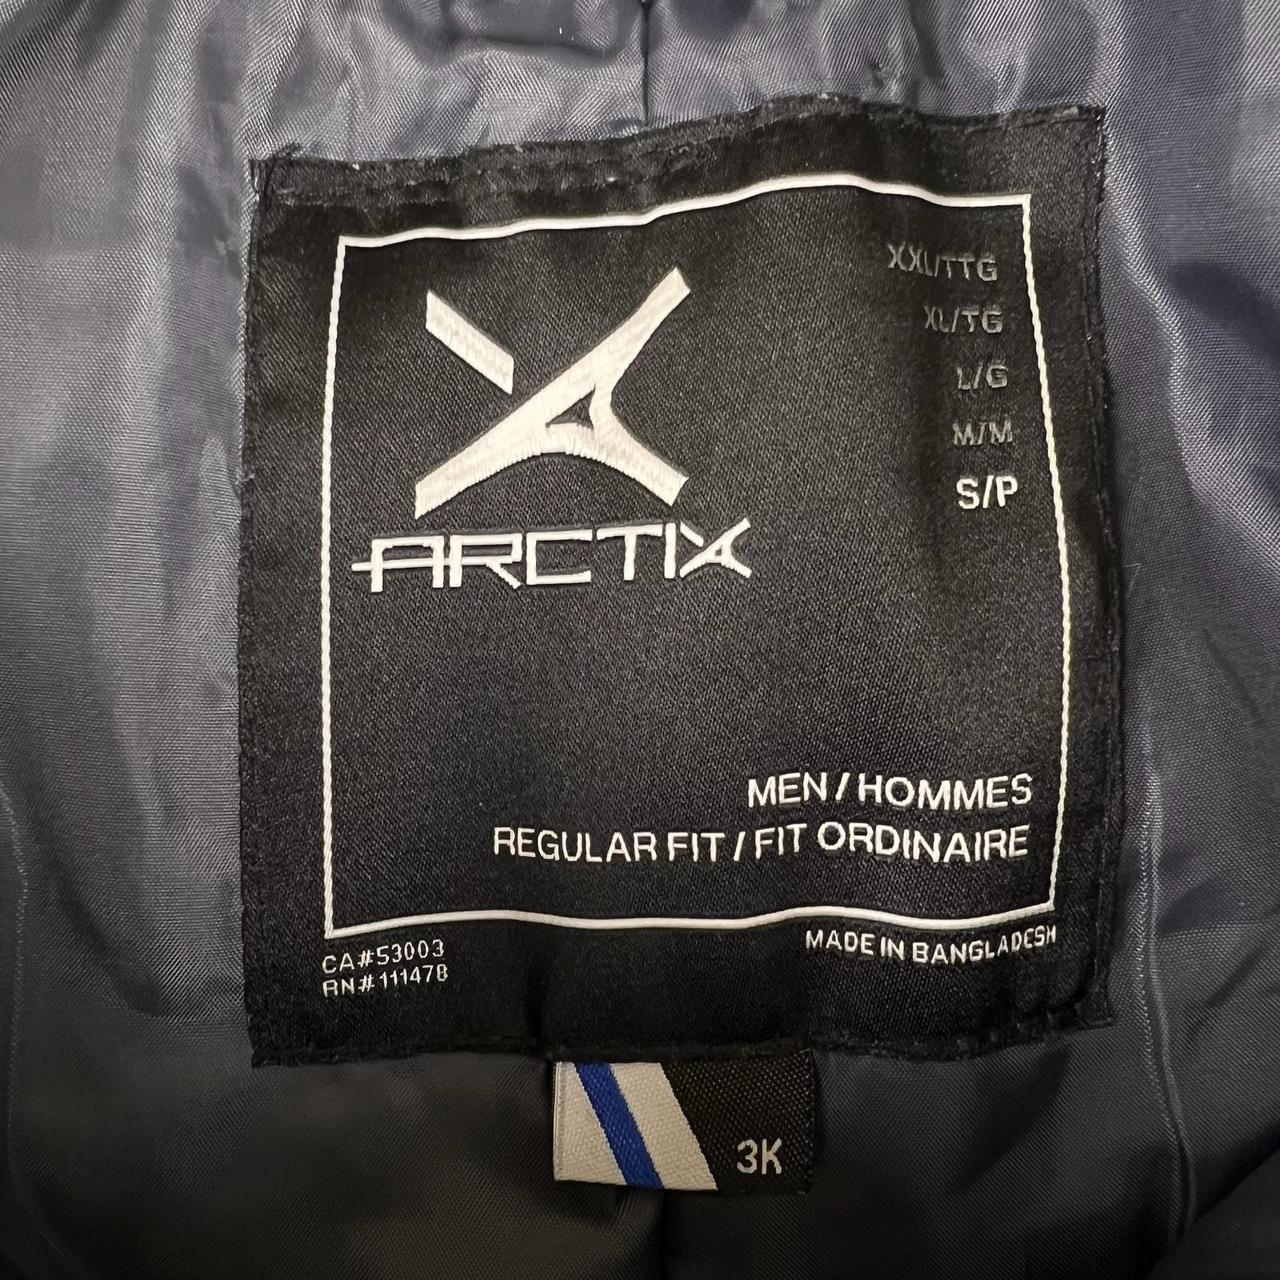 XXL/TTG
XL/TG
L/G
M/M
S/P
ARCTIX
MEN / HOMMES
REGULAR FIT / FIT ORDINAIRE
CA#53003
RN#111478
MADE IN BANGLADESH
3K